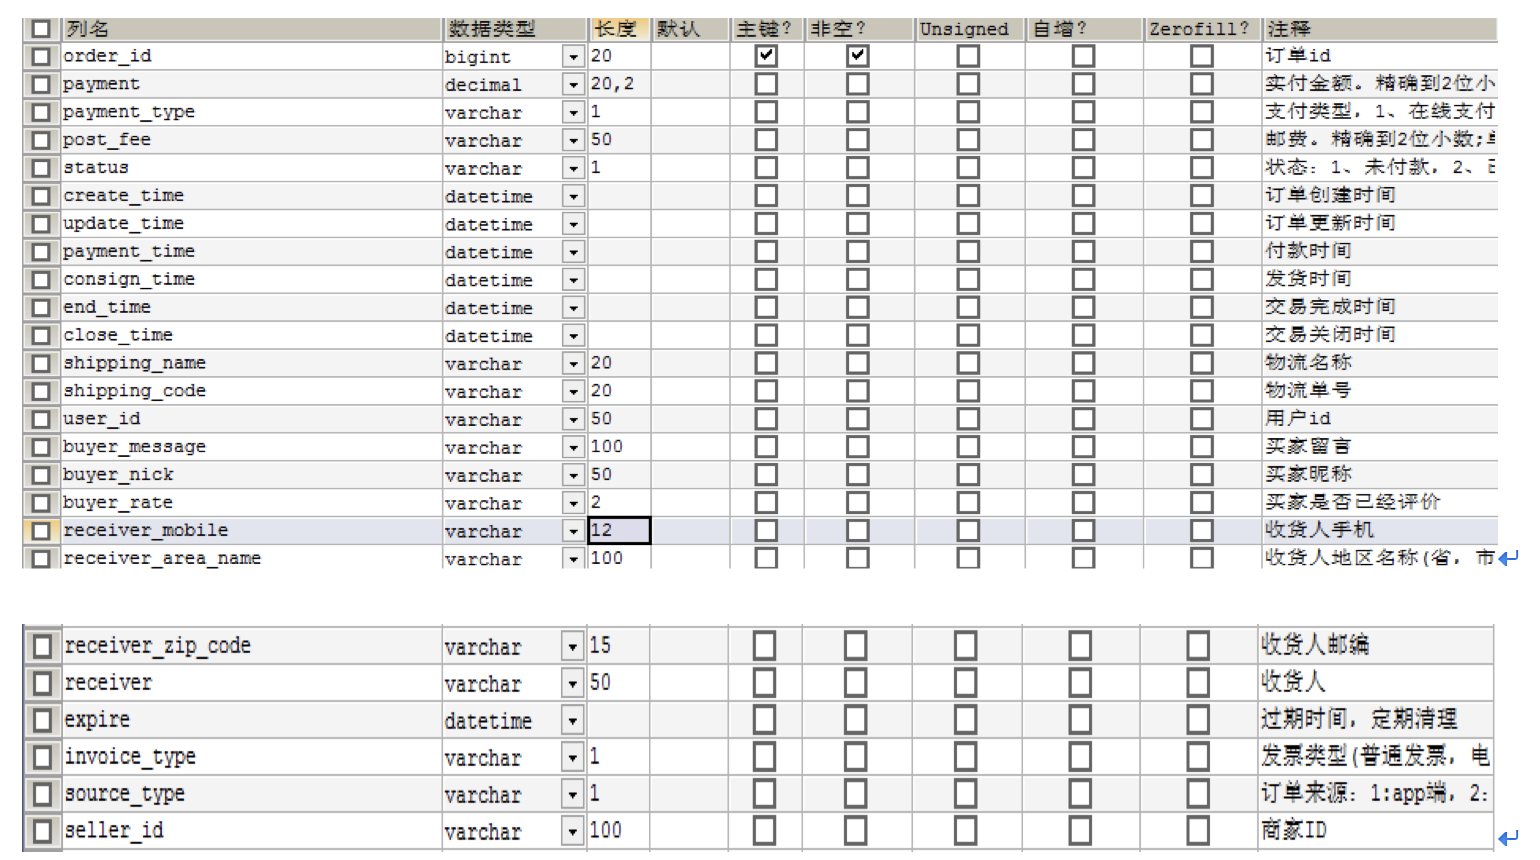 列名 数据类型 长度 默认 主键? 非空? Unsigned 自增? Zerofill? 注释
order_id bigint 20 订单id
payment decimal 20,2 实付金额。精确到2位小
payment_type varchar 1 支付类型，1、在线支付
post_fee varchar 50 邮费。精确到2位小数;
status varchar 1 状态：1、未付款，2、
create_time datetime 订单创建时间
update_time datetime 订单更新时间
payment_time datetime 付款时间
consign_time datetime 发货时间
end_time datetime 交易完成时间
close_time datetime 交易关闭时间
shipping_name varchar 20 物流名称
shipping_code varchar 20 物流单号
user_id varchar 50 用户id
buyer_message varchar 100 买家留言
buyer_nick varchar 50 买家昵称
buyer_rate varchar 2 买家是否已经评价
receiver_mobile varchar 12 收货人手机
receiver_area_name varchar 100 收货人地区名称(省，市
receiver_zip_code varchar 15 收货人邮编
receiver varchar 50 收货人
expire datetime 过期时间，定期清理
invoice_type varchar 1 发票类型(普通发票，电
source_type varchar 1 订单来源：1:app端，2：
seller_id varchar 100 商家ID